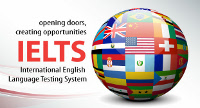 opening doors,
creating opportunities
IELTS
International English
Language Testing System